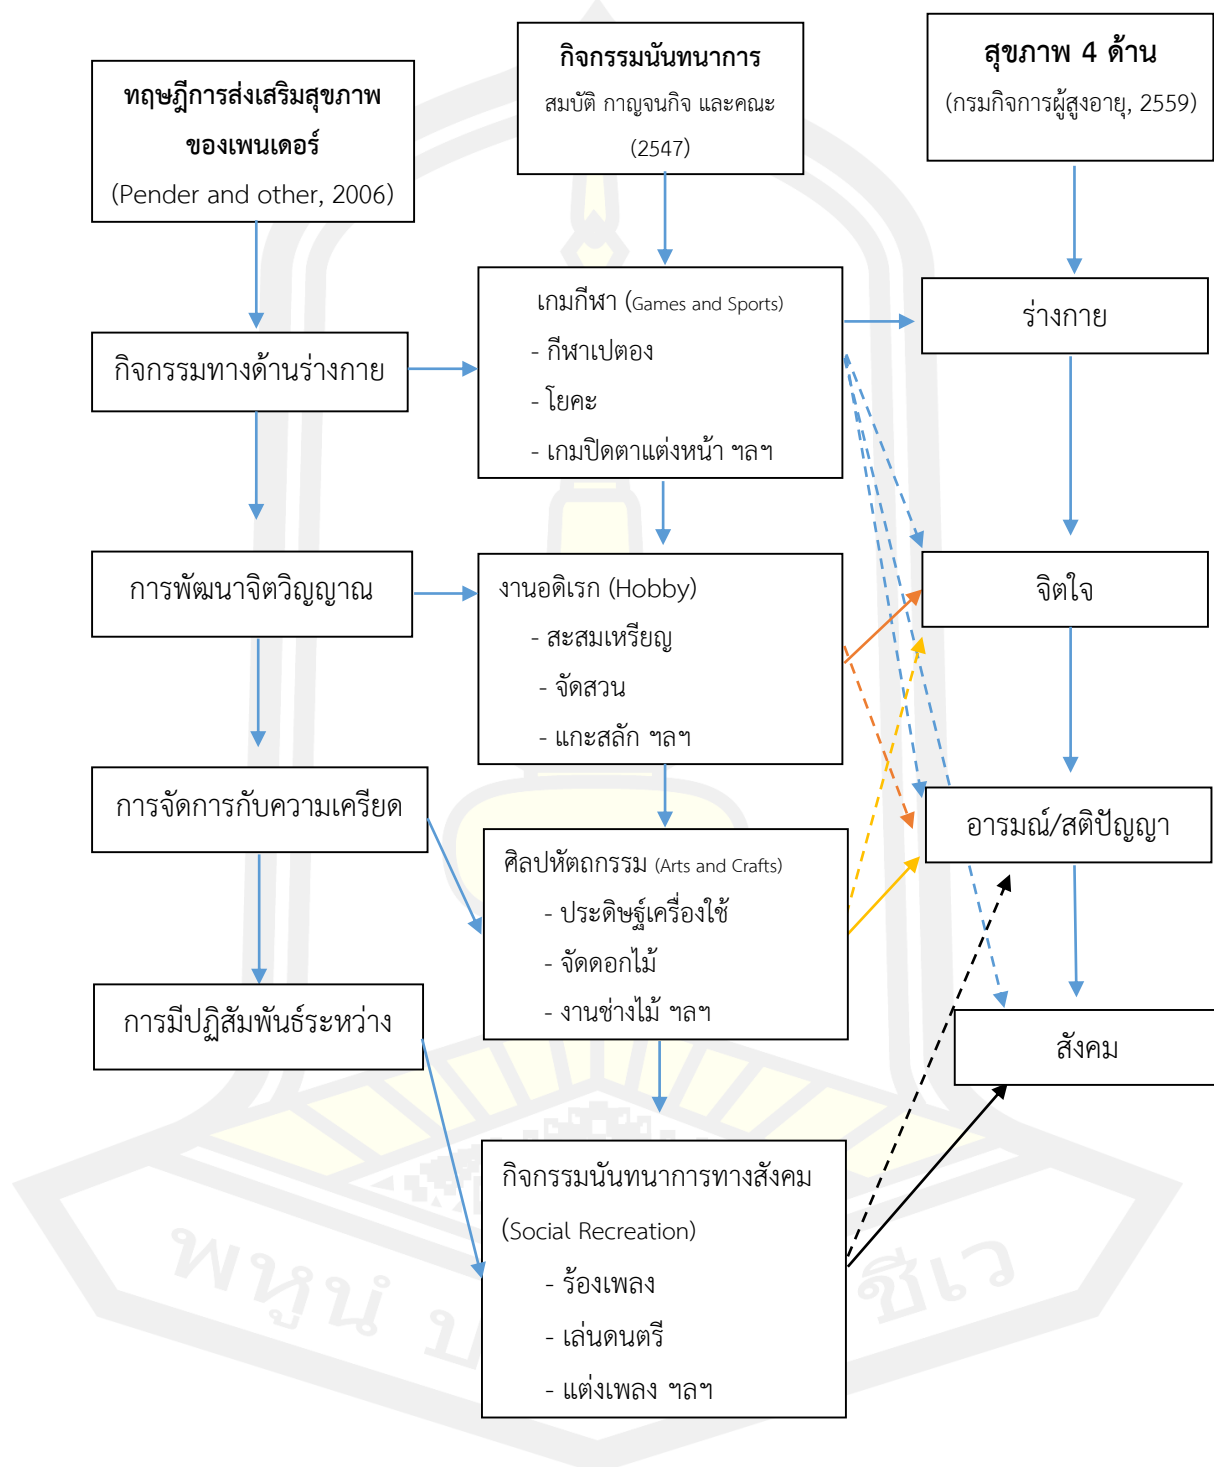 ทฤษฎีการส่งเสริมสุขภาพ
ของเพนเดอร์
(Pender and other, 2006)
กิจกรรมทางด้านร่างกาย
การพัฒนาจิตวิญญาณ
การจัดการกับความเครียด
การมีปฏิสัมพันธ์ระหว่าง
กิจกรรมนันทนาการ
สมบัติ กาญจนกิจ และคณะ
(2547)
เกมกีฬา (Games and Sports)
- กีฬาเปตอง
- โยคะ
- เกมปิดตาแต่งหน้า ฯลฯ
งานอดิเรก (Hobby)
- สะสมเหรียญ
- จัดสวน
- แกะสลัก ฯลฯ
ศิลปหัตถกรรม (Arts and Crafts)
- ประดิษฐ์เครื่องใช้
- จัดดอกไม้
- งานช่างไม้ ฯลฯ
กิจกรรมนันทนาการทางสังคม
(Social Recreation)
- ร้องเพลง
- เล่นดนตรี
- แต่งเพลง ฯลฯ
สุขภาพ 4 ด้าน
(กรมกิจการผู้สูงอายุ, 2559)
ร่างกาย
จิตใจ
อารมณ์/สติปัญญา
สังคม
พหูนํ ป ชีเว